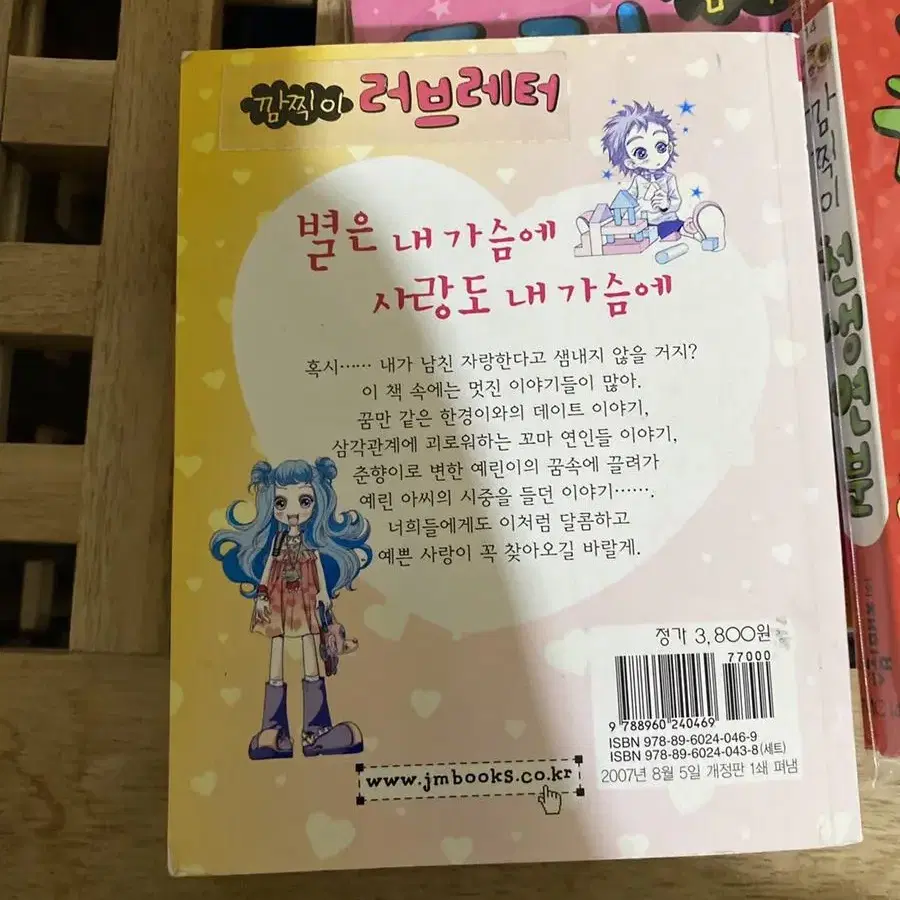 깜찍이 러브레터
별은 내 가슴에
사랑도 내 가슴에
혹시…… 내가 남친 자랑한다고 샘내지 않을 거지?
이 책 속에는 멋진 이야기들이 많아.
꿈만 같은 한경이와의 데이트 이야기,
삼각관계에 괴로워하는 꼬마 연인들 이야기,
춘향이로 변한 예린이의 꿈속에 끌려가
예린 아씨의 시중을 들던 이야기…….
너희들에게도 이처럼 달콤하고
예쁜 사랑이 꼭 찾아오길 바랄게.
정가 3,800원
77000
9 788960 240469
ISBN 978-89-6024-046-9
ISBN 978-89-6024-043-8(세트)
2007년 8월 5일 개정판 1쇄 펴냄
www.jmbooks.co.kr
14
깜찍이